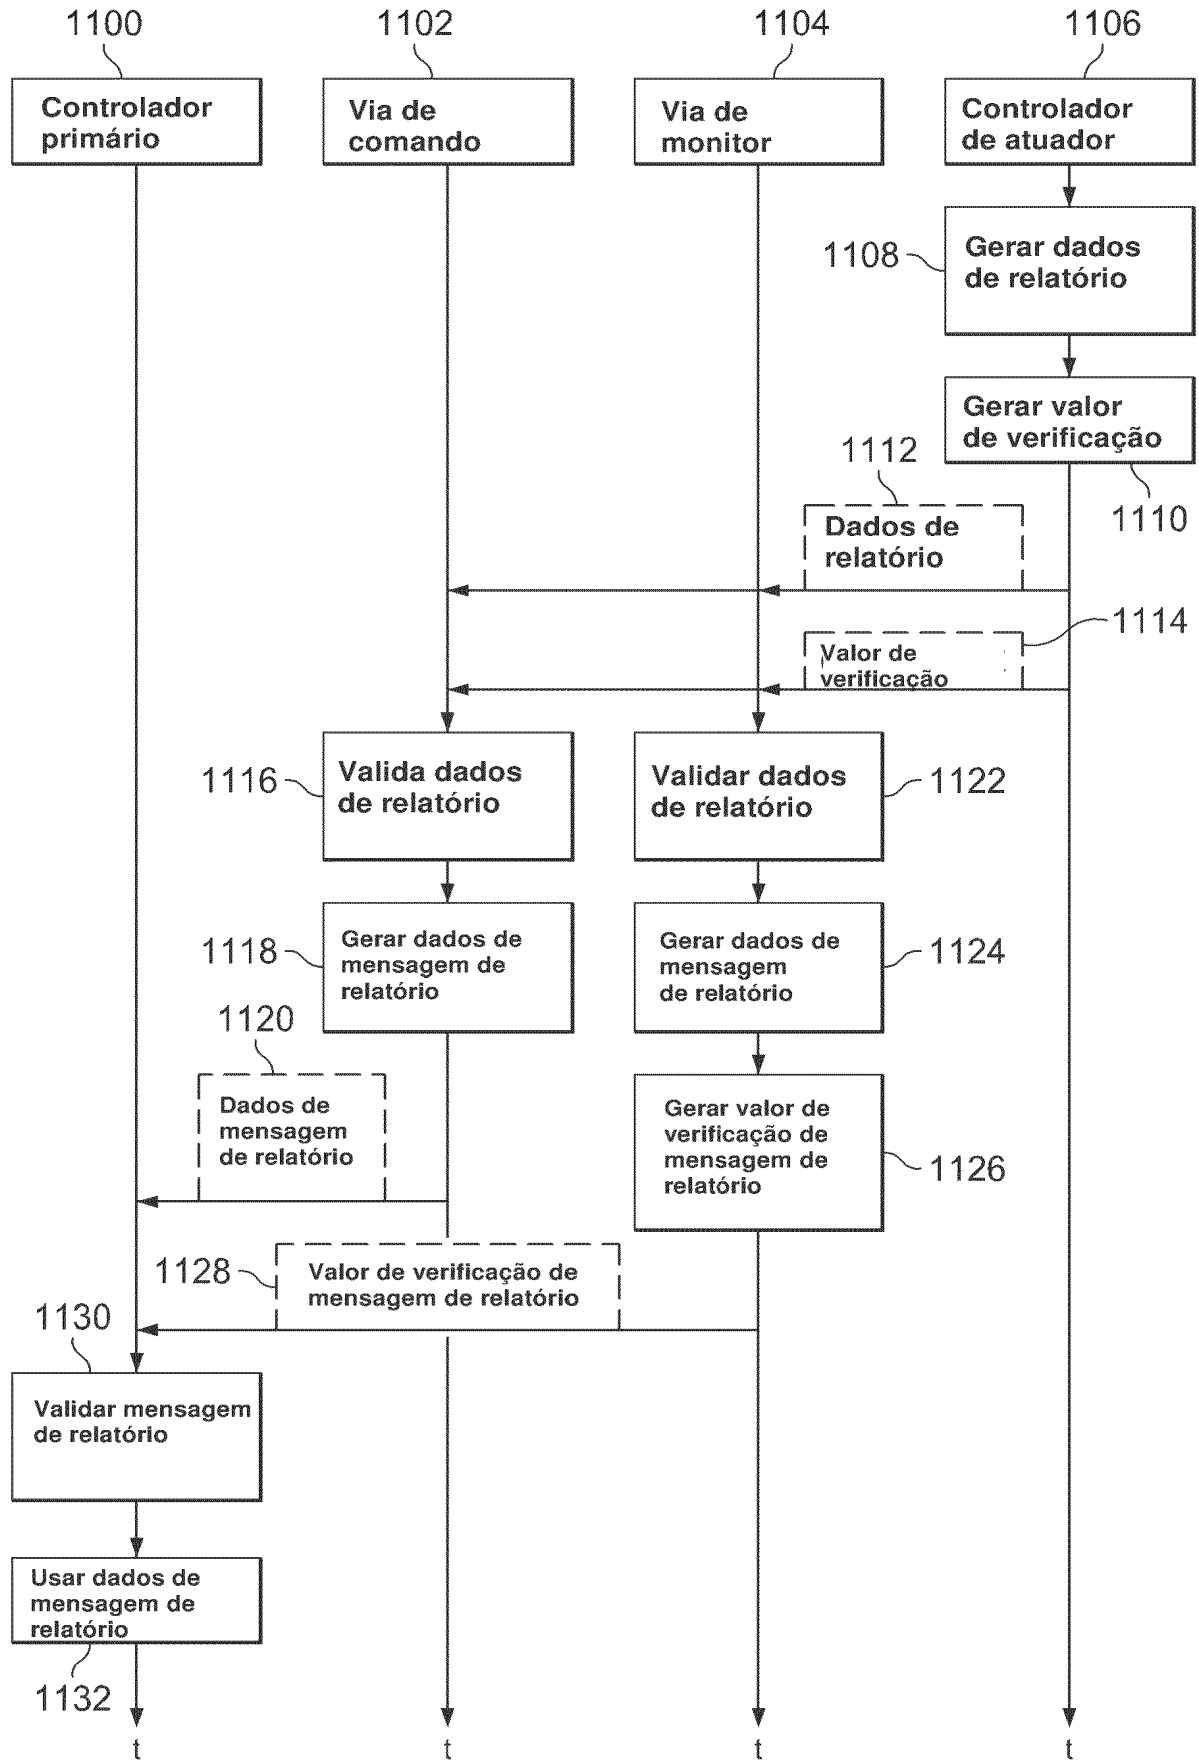 1100
1102
1104
1106
Controlador
primário
Via de
comando
Via de
monitor
Controlador
de atuador
1108
Gerar dados
de relatório
Gerar valor
de verificação
1110
1112
Dados de
relatório
1114
Valor de
verificação
1116
Valida dados
de relatório
Validar dados
de relatório
1122
1118
Gerar dados de
mensagem de
relatório
Gerar dados de
mensagem
de relatório
1124
1120
Dados de
mensagem
de relatório
Gerar valor de
verificação de
mensagem de
relatório
1126
1128
Valor de verificação de
mensagem de relatório
1130
Validar mensagem
de relatório
Usar dados de
mensagem de
relatório
1132
t
t
t
t